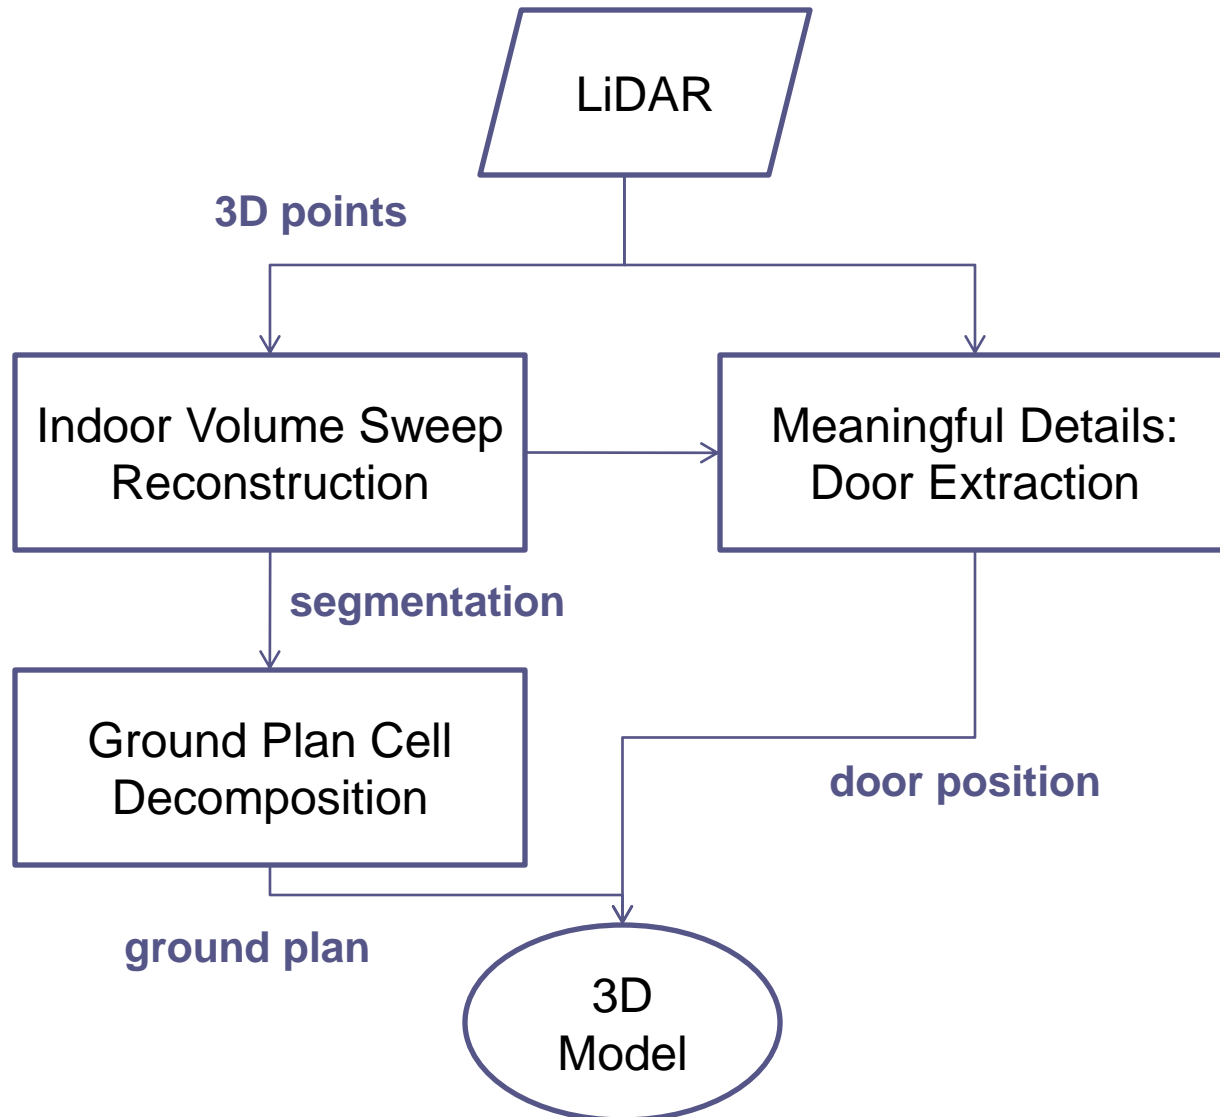 LiDAR
3D points
Indoor Volume Sweep
Reconstruction
Meaningful Details:
Door Extraction
segmentation
Ground Plan Cell
Decomposition
door position
ground plan
3D
Model